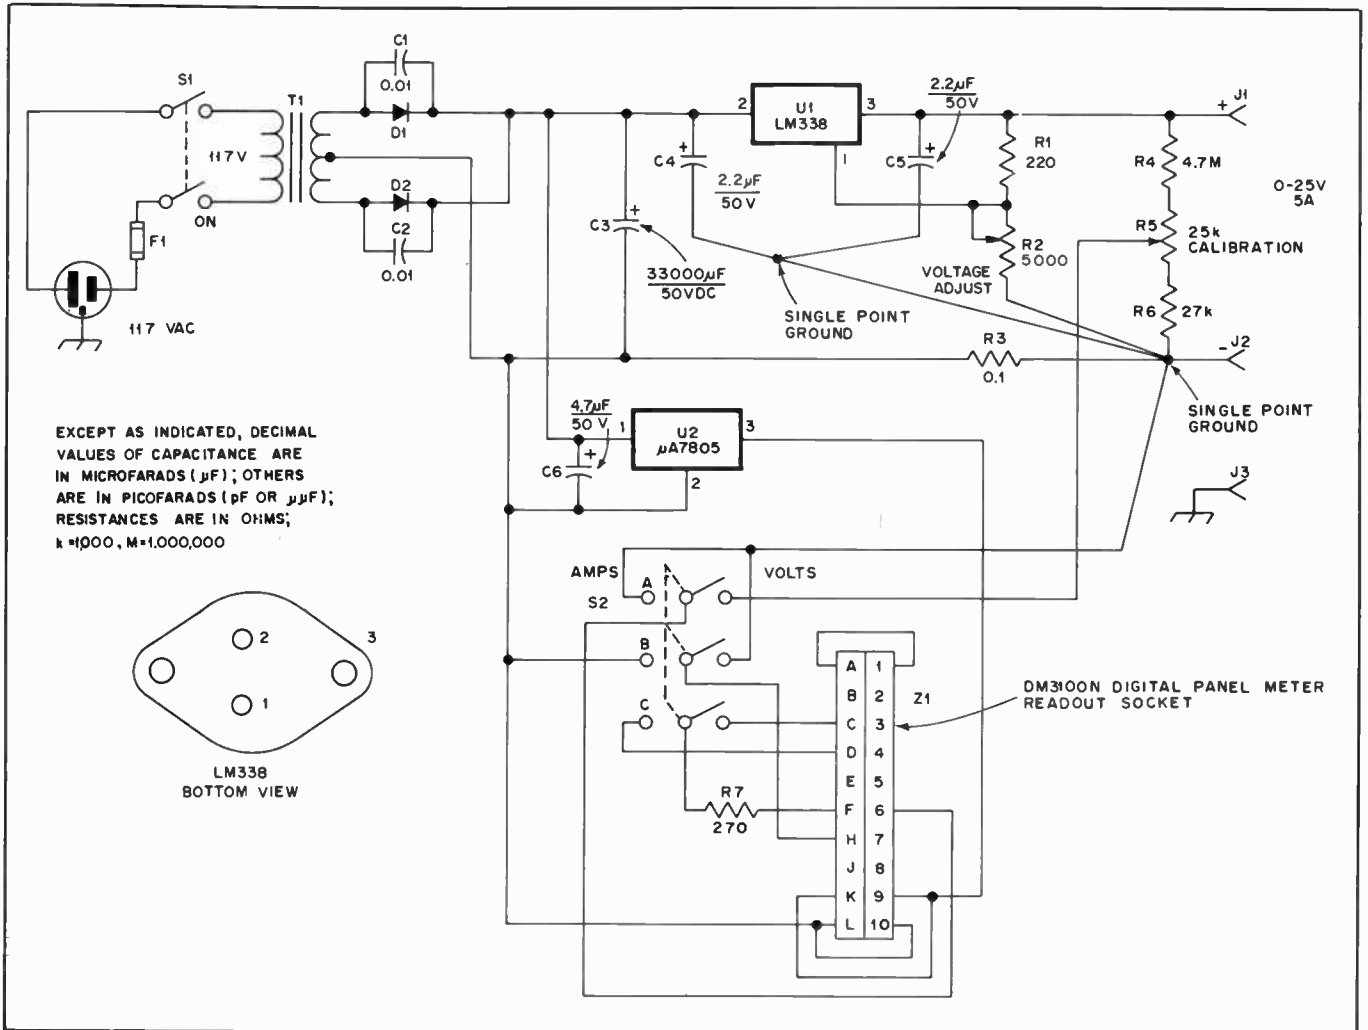 S1
117V
T1
ON
F1
117 VAC
C1
0.01
D1
D2
C2
0.01
2
U1
LM338
3
1
C4
+
2.2µF
50V
C5
+
2.2µF
50V
C3
+
33000µF
50VDC
R1
220
R2
5000
VOLTAGE
ADJUST
R4
4.7M
R5
25k
CALIBRATION
R6
27k
+
J1
0-25V
5A
-
J2
SINGLE POINT
GROUND
R3
0.1
SINGLE POINT
GROUND
J3
4.7µF
50V
+
C6
1
U2
µA7805
3
2
EXCEPT AS INDICATED, DECIMAL
VALUES OF CAPACITANCE ARE
IN MICROFARADS (µF); OTHERS
ARE IN PICOFARADS (pF OR µµF);
RESISTANCES ARE IN OHMS;
k=1,000, M=1,000,000
AMPS
VOLTS
S2
A
B
C
2
3
1
LM338
BOTTOM VIEW
R7
270
A 1
B 2
C 3
D 4
E 5
F 6
H 7
J 8
K 9
L 10
Z1
DM3100N DIGITAL PANEL METER
READOUT SOCKET